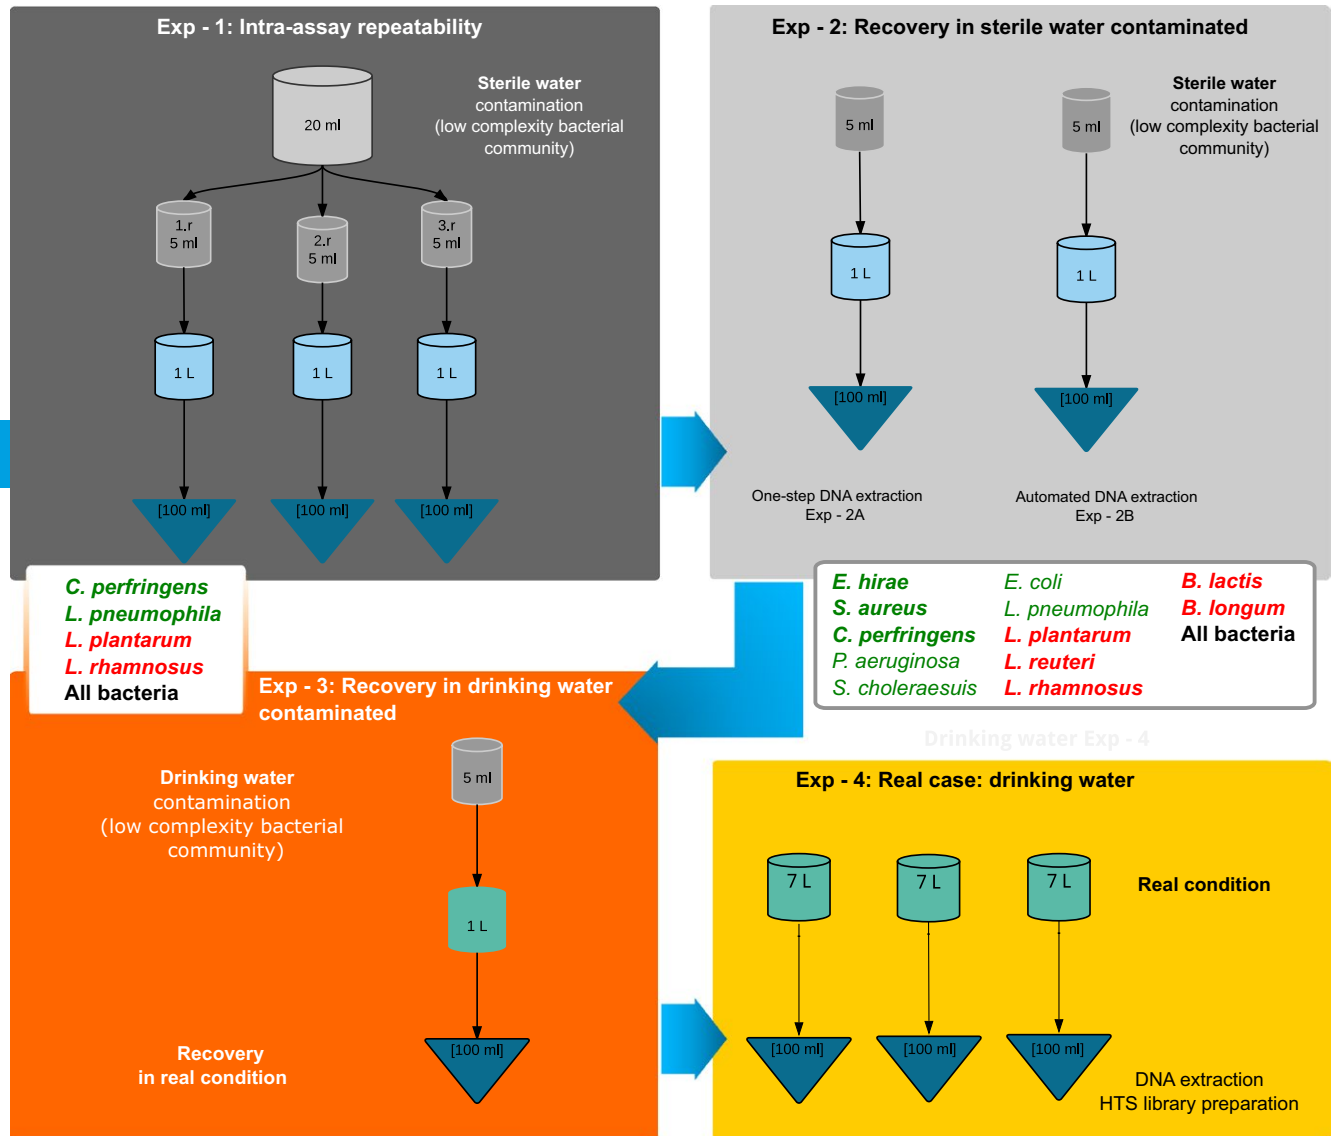 Exp - 1: Intra-assay repeatability
Sterile water
contamination
(low complexity bacterial
community)
20 ml
1.r
5 ml
2.r
5 ml
3.r
5 ml
1 L
1 L
1 L
[100 ml]
[100 ml]
[100 ml]
C. perfringens
L. pneumophila
L. plantarum
L. rhamnosus
All bacteria
Exp - 2: Recovery in sterile water contaminated
Sterile water
contamination
(low complexity bacterial
community)
5 ml
5 ml
1 L
1 L
[100 ml]
[100 ml]
One-step DNA extraction
Exp - 2A
Automated DNA extraction
Exp - 2B
E. hirae
S. aureus
C. perfringens
P. aeruginosa
S. choleraesuis
E. coli
L. pneumophila
L. plantarum
L. reuteri
L. rhamnosus
B. lactis
B. longum
All bacteria
Exp - 3: Recovery in drinking water
contaminated
Drinking water
contamination
(low complexity bacterial
community)
5 ml
1 L
[100 ml]
Recovery
in real condition
Drinking water Exp - 4
Exp - 4: Real case: drinking water
7 L
7 L
7 L
Real condition
[100 ml]
[100 ml]
[100 ml]
DNA extraction
HTS library preparation